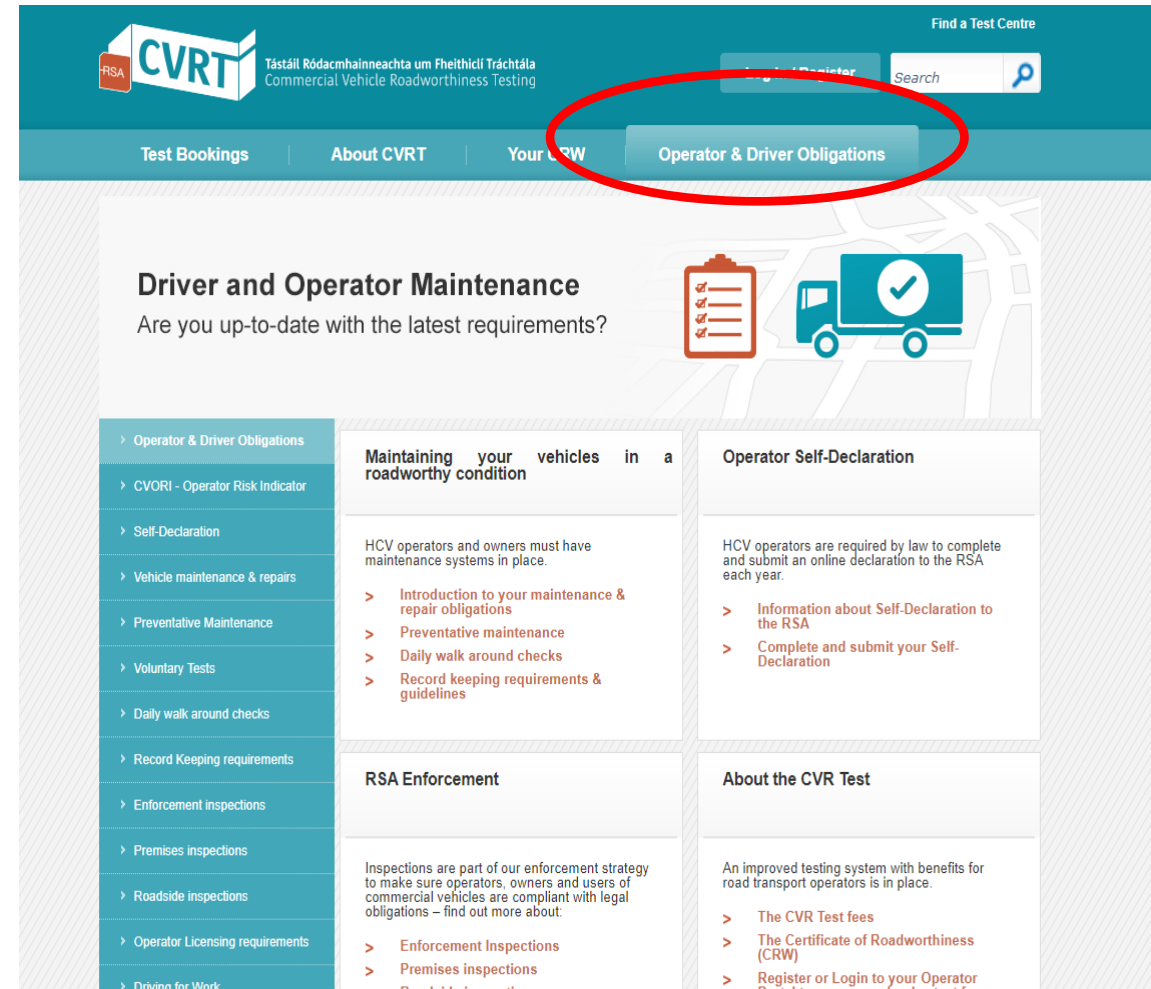 Find a Test Centre
RSA
CVRT
Tástáil Ródacmhainneachta um Fheithiclí Tráchtála
Commercial Vehicle Roadworthiness Testing
Register
Search
Test Bookings
About CVRT
Your CRW
Operator & Driver Obligations
Driver and Operator Maintenance
Are you up-to-date with the latest requirements?
> Operator & Driver Obligations
> CVORI - Operator Risk Indicator
> Self-Declaration
> Vehicle maintenance & repairs
> Preventative Maintenance
> Voluntary Tests
> Daily walk around checks
> Record Keeping requirements
> Enforcement inspections
> Premises inspections
> Roadside inspections
> Operator Licensing requirements
> Driving for Work
Maintaining your vehicles in a
roadworthy condition
HCV operators and owners must have
maintenance systems in place.
> Introduction to your maintenance &
repair obligations
> Preventative maintenance
> Daily walk around checks
> Record keeping requirements &
guidelines
Operator Self-Declaration
HCV operators are required by law to complete
and submit an online declaration to the RSA
each year.
> Information about Self-Declaration to
the RSA
> Complete and submit your Self-
Declaration
RSA Enforcement
Inspections are part of our enforcement strategy
to make sure operators, owners and users of
commercial vehicles are compliant with legal
obligations – find out more about:
> Enforcement Inspections
> Premises inspections
About the CVR Test
An improved testing system with benefits for
road transport operators is in place.
> The CVR Test fees
> The Certificate of Roadworthiness
(CRW)
> Register or Login to your Operator